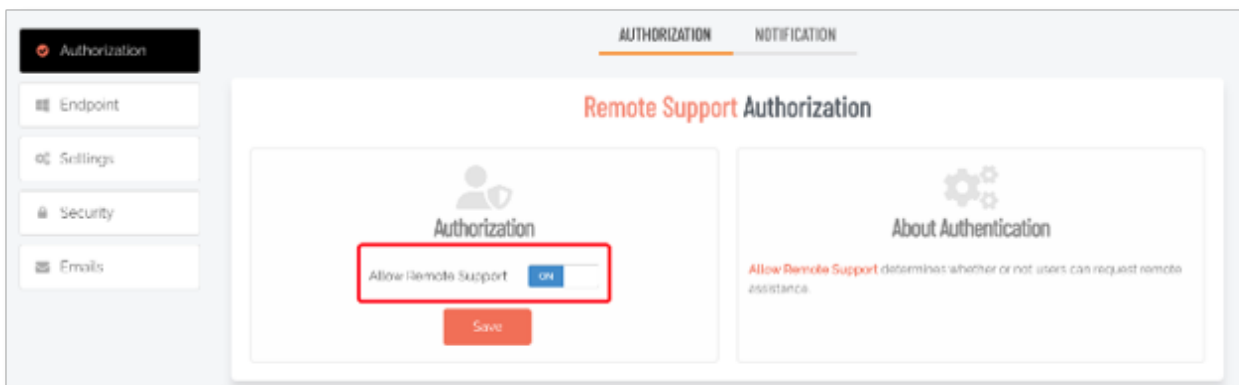 AUTHORIZATION
NOTIFICATION
Authorization
Endpoint
Settings
Security
Emails
Remote Support Authorization
Authorization
Allow Remote Support
ON
Save
About Authentication
Allow Remote Support determines whether or not users can request remote
assistance.